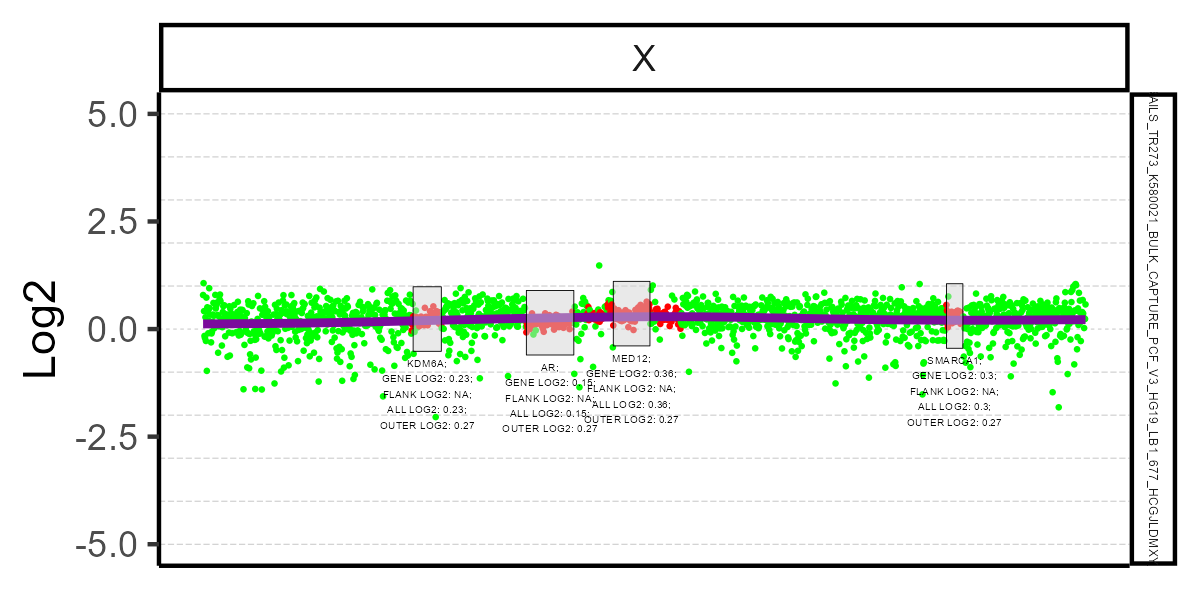 X
5.0
2.5
0.0
-2.5
-5.0
Log2
KDM6A;
GENE LOG2: 0.23;
FLANK LOG2: NA;
ALL LOG2: 0.23;
OUTER LOG2: 0.27
AR;
GENE LOG2: 0.15;
FLANK LOG2: NA;
ALL LOG2: 0.15;
OUTER LOG2: 0.27
MED12;
GENE LOG2: 0.36;
FLANK LOG2: NA;
ALL LOG2: 0.36;
OUTER LOG2: 0.27
SMARCA1;
GENE LOG2: 0.3;
FLANK LOG2: NA;
ALL LOG2: 0.3;
OUTER LOG2: 0.27
AILS_TR273_K580021_BULK_CAPTURE_PCF_V3_HG19_LB1_677_HCGJLDMXY